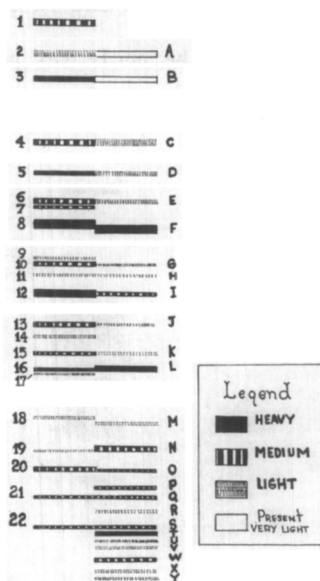 1
2 A
3 B
4 C
5 D
6 E
7
8 F
9
10 G
11 H
12 I
13 J
14
15 K
16 L
17
18 M
19 N
20 O
P
21 Q
R
22 S
V
W
X
Y
Legend
HEAVY
MEDIUM
LIGHT
PRESENT
VERY LIGHT